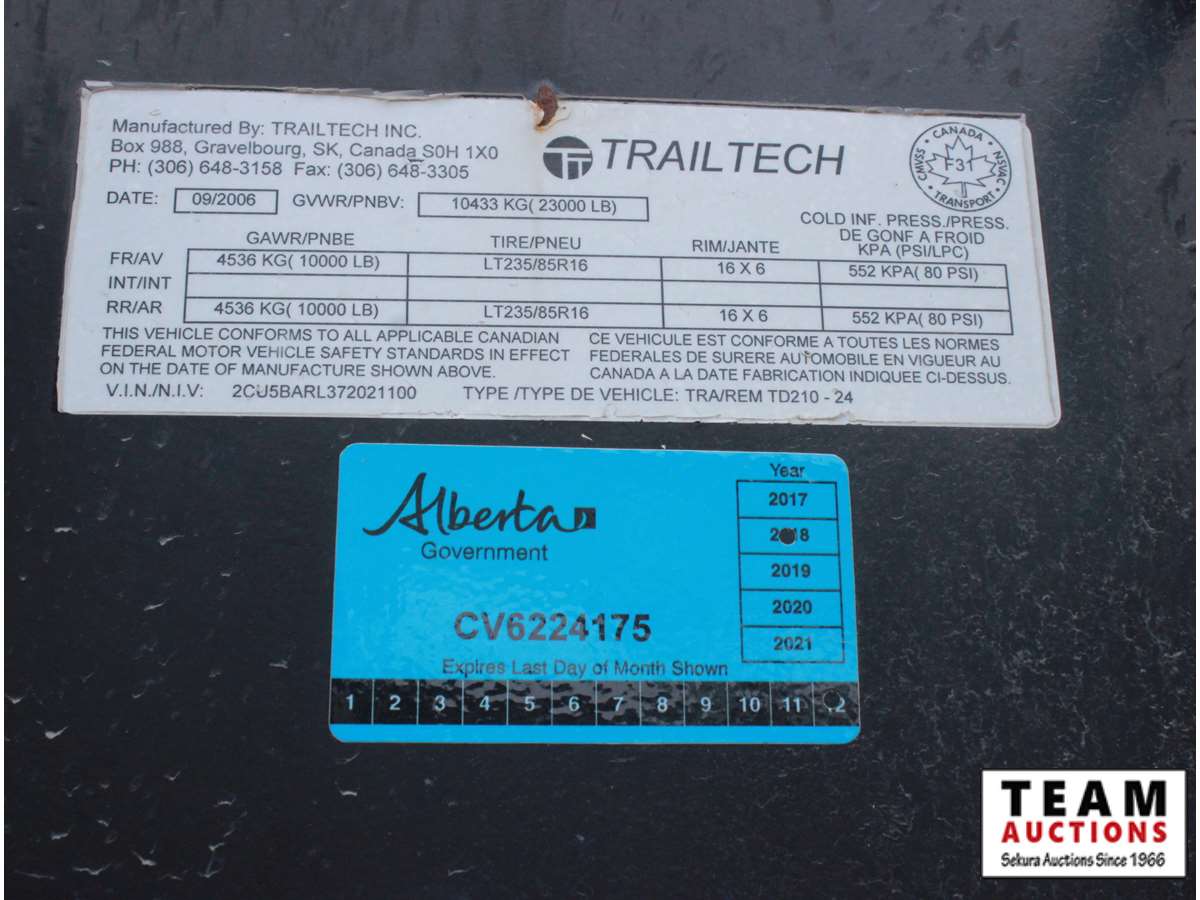 Manufactured By: TRAILTECH INC.
Box 988, Gravelbourg, SK, Canada S0H 1X0
PH: (306) 648-3158 Fax: (306) 648-3305
TRAILTECH
CANADA
CMVSS
F31
NSVAC
TRANSPORT
DATE: 09/2006 GVWR/PNBV: 10433 KG( 23000 LB)
COLD INF. PRESS./PRESS.
DE GONF A FROID
KPA (PSI/LPC)
GAWR/PNBE TIRE/PNEU RIM/JANTE
FR/AV 4536 KG( 10000 LB) LT235/85R16 16 X 6 552 KPA( 80 PSI)
INT/INT
RR/AR 4536 KG( 10000 LB) LT235/85R16 16 X 6 552 KPA( 80 PSI)
THIS VEHICLE CONFORMS TO ALL APPLICABLE CANADIAN
FEDERAL MOTOR VEHICLE SAFETY STANDARDS IN EFFECT
ON THE DATE OF MANUFACTURE SHOWN ABOVE.
CE VEHICULE EST CONFORME A TOUTES LES NORMES
FEDERALES DE SURERE AUTOMOBILE EN VIGUEUR AU
CANADA A LA DATE FABRICATION INDIQUEE CI-DESSUS.
V.I.N./N.I.V: 2CU5BARL372021100 TYPE /TYPE DE VEHICLE: TRA/REM TD210 - 24
Alberta
Government
Year
2017
2018
2019
2020
2021
CV6224175
Expires Last Day of Month Shown
1 2 3 4 5 6 7 8 9 10 11 12
TEAM
AUCTIONS
Sekura Auctions Since 1966